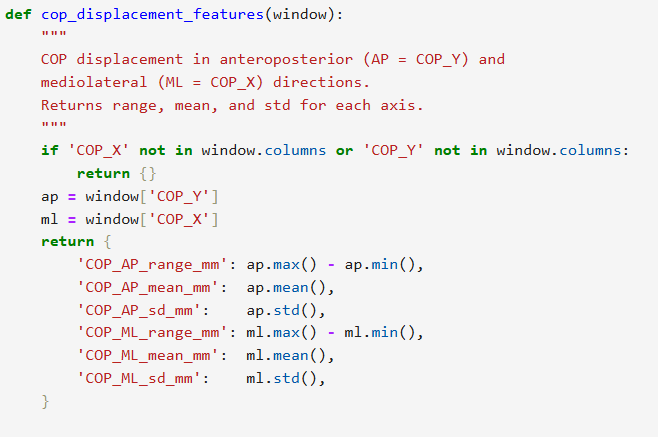 def cop_displacement_features(window):
    """
    COP displacement in anteroposterior (AP = COP_Y) and
    mediolateral (ML = COP_X) directions.
    Returns range, mean, and std for each axis.
    """
    if 'COP_X' not in window.columns or 'COP_Y' not in window.columns:
        return {}
    ap = window['COP_Y']
    ml = window['COP_X']
    return {
        'COP_AP_range_mm': ap.max() - ap.min(),
        'COP_AP_mean_mm':  ap.mean(),
        'COP_AP_sd_mm':    ap.std(),
        'COP_ML_range_mm': ml.max() - ml.min(),
        'COP_ML_mean_mm':  ml.mean(),
        'COP_ML_sd_mm':    ml.std(),
    }